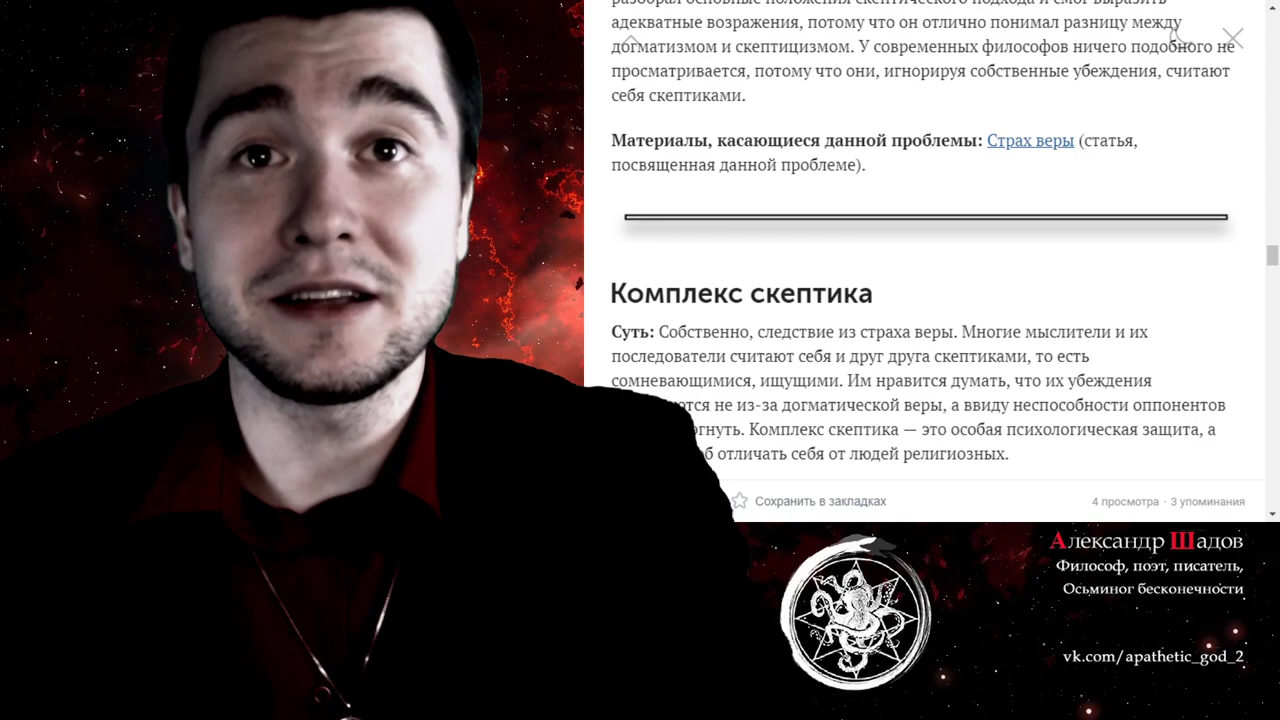 адекватные возражения, потому что он отлично понимал разницу между
догматизмом и скептицизмом. У современных философов ничего подобного не
просматривается, потому что они, игнорируя собственные убеждения, считают
себя скептиками.
Материалы, касающиеся данной проблемы: Страх веры (статья,
посвященная данной проблеме).
Комплекс скептика
Суть: Собственно, следствие из страха веры. Многие мыслители и их
последователи считают себя и друг друга скептиками, то есть
сомневающимися, ищущими. Им нравится думать, что их убеждения
не из-за догматической веры, а ввиду неспособности оппонентов
Комплекс скептика — это особая психологическая защита, а
отличать себя от людей религиозных.
Сохранить в закладках
4 просмотра · 3 упоминания
Александр Шадов
Философ, поэт, писатель,
Осьминог бесконечности
vk.com/apathetic_god_2